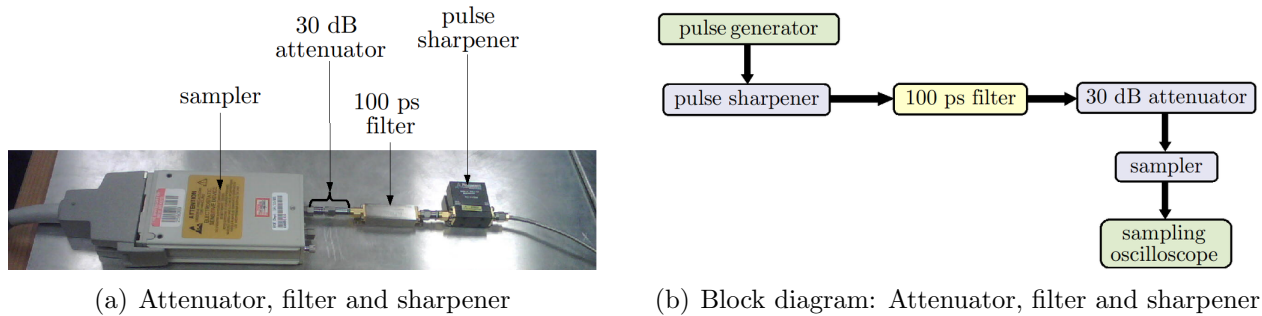 30 dB
attenuator
pulse
sharpener
sampler
100 ps
filter
ATTENTION
(a) Attenuator, filter and sharpener
pulse generator
pulse sharpener
100 ps filter
30 dB attenuator
sampler
sampling
oscilloscope
(b) Block diagram: Attenuator, filter and sharpener